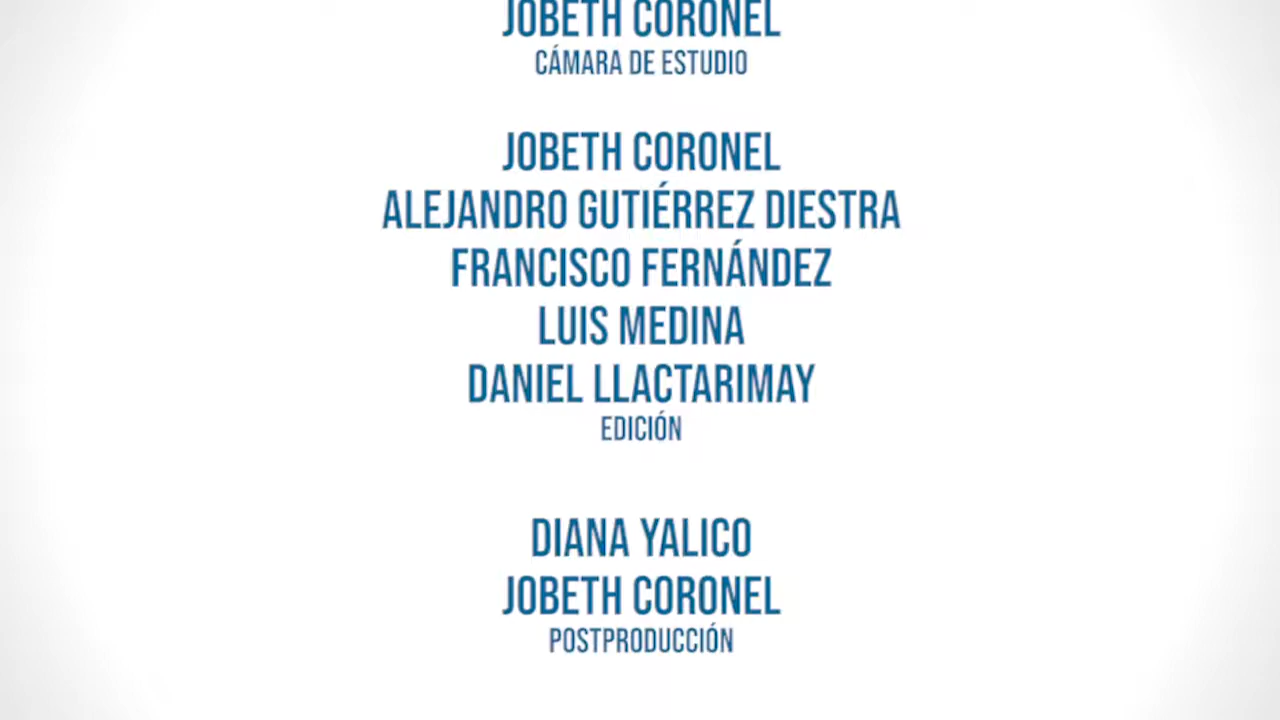 JOBETH CORONEL
CÁMARA DE ESTUDIO
JOBETH CORONEL
ALEJANDRO GUTIÉRREZ DIESTRA
FRANCISCO FERNÁNDEZ
LUIS MEDINA
DANIEL LLACTARIMAY
EDICIÓN
DIANA YALICO
JOBETH CORONEL
POSTPRODUCCIÓN